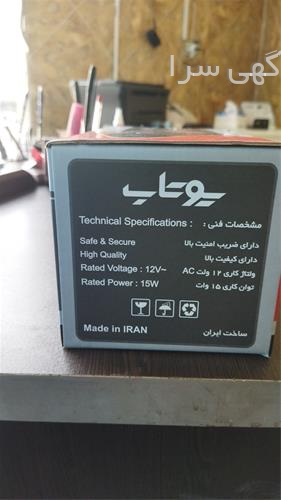 گهی سرا
سوتاب
Technical Specifications : مشخصات فنی :
Safe & Secure دارای ضریب امنیت بالا
High Quality دارای کیفیت بالا
Rated Voltage : 12V~ ولتاژ کاری ۱۲ ولت AC
Rated Power : 15W توان کاری ۱۵ وات
Made in IRAN ساخت ایران